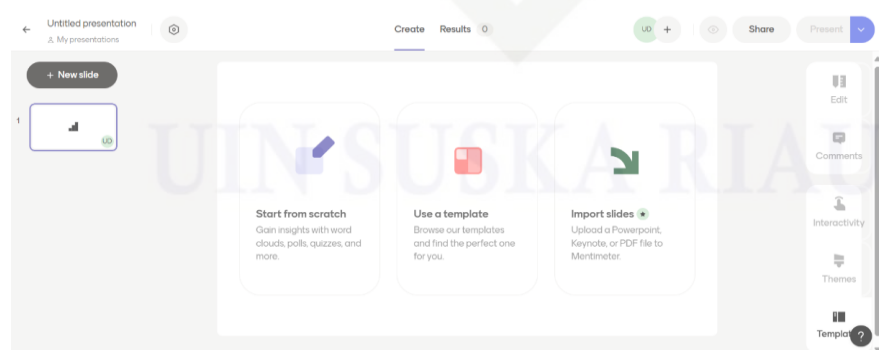 Untitled presentation
My presentations
Create Results 0
UD +
Share
Present
+ New slide
1
UD
Start from scratch
Gain insights with word
clouds, polls, quizzes, and
more.
Use a template
Browse our templates
and find the perfect one
for you.
Import slides
Upload a Powerpoint,
Keynote, or PDF file to
Mentimeter.
Edit
Comments
Interactivity
Themes
Templat
?
UIN SUSKA RIAU